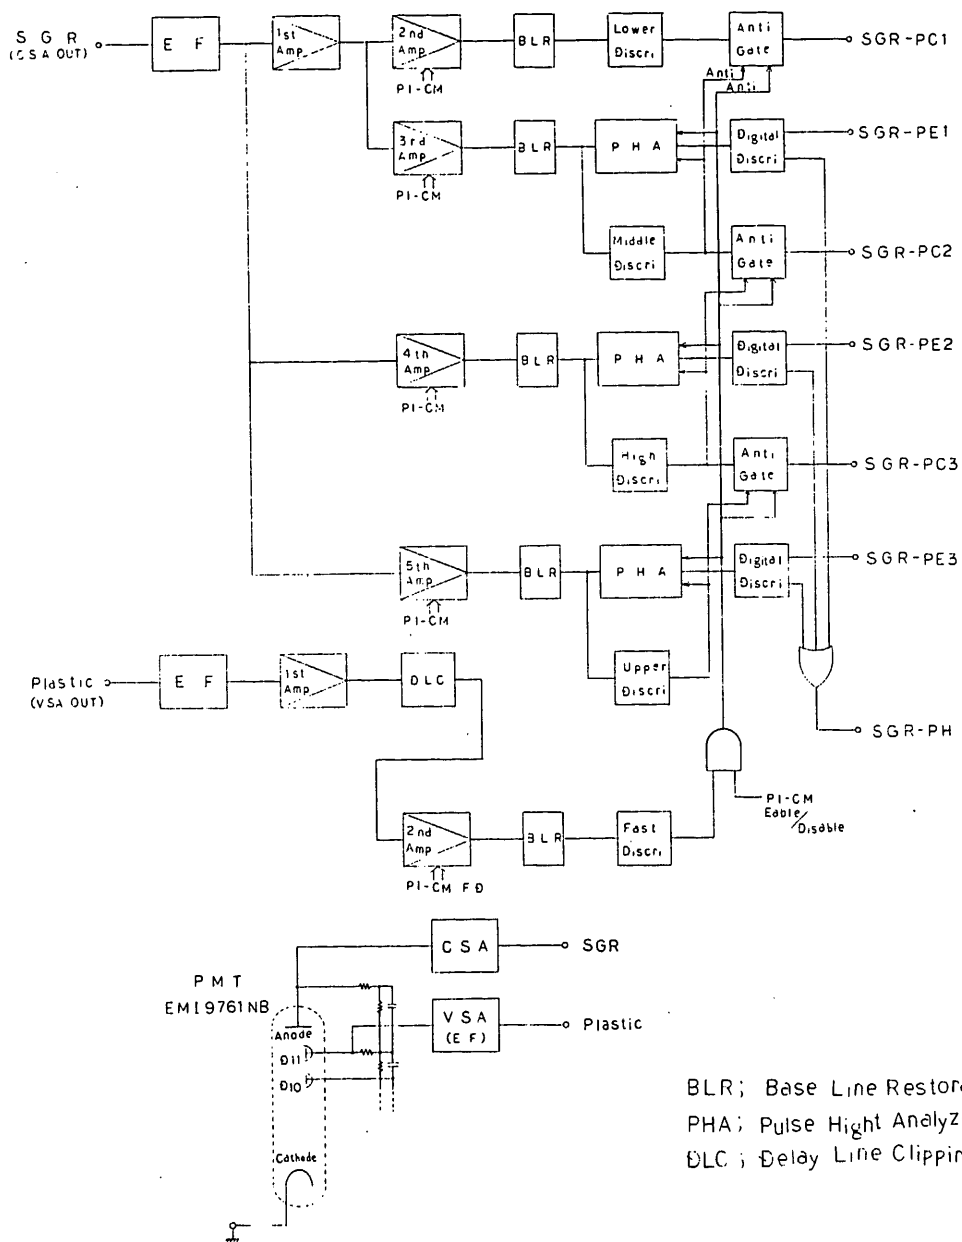 S G R
(CSA OUT)
E F
1st
Amp
2nd
Amp
PI-CM
BLR
Lower
Discri
Anti
Gate
SGR-PC1
Anti
Anti
3rd
Amp
PI-CM
BLR
P H A
Digital
Discri
SGR-PE1
Middle
Discri
Anti
Gate
SGR-PC2
4th
Amp
PI-CM
BLR
P H A
Digital
Discri
SGR-PE2
High
Discri
Anti
Gate
SGR-PC3
5th
Amp
PI-CM
BLR
P H A
Digital
Discri
SGR-PE3
Upper
Discri
Plastic
(VSA OUT)
E F
1st
Amp
DLC
SGR-PH
PI-CM
Eable
/Disable
2nd
Amp
PI-CM FD
BLR
Fast
Discri
CSA
SGR
PMT
EMI9761NB
VSA
(EF)
Plastic
Anode
D11
D10
Cathode
BLR; Base Line Restora
PHA; Pulse Hight Analyz
DLC; Delay Line Clippin